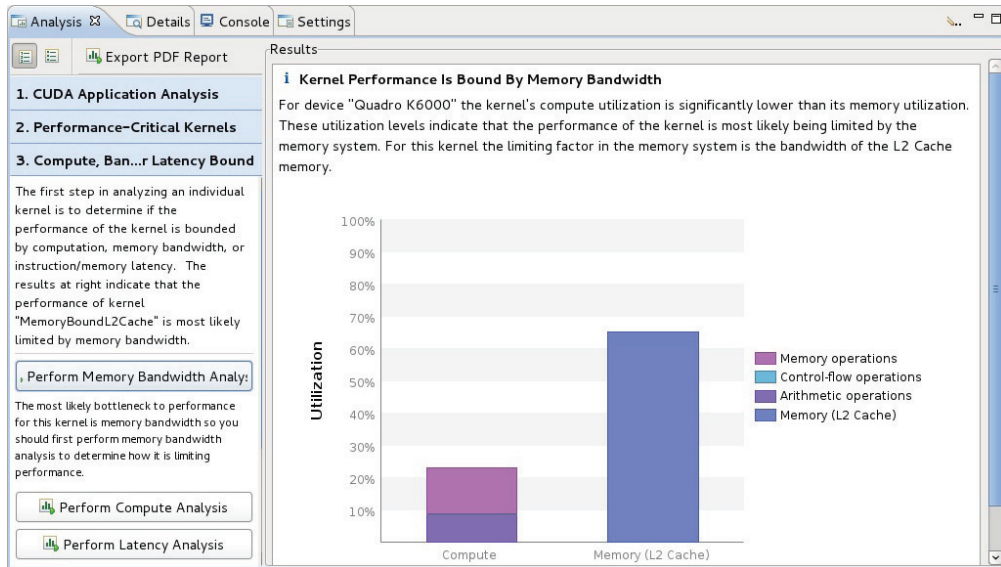 Analysis
Details
Console
Settings
Export PDF Report
1. CUDA Application Analysis
2. Performance-Critical Kernels
3. Compute, Ban...r Latency Bound
The first step in analyzing an individual
kernel is to determine if the
performance of the kernel is bounded
by computation, memory bandwidth, or
instruction/memory latency. The
results at right indicate that the
performance of kernel
"MemoryBoundL2Cache" is most likely
limited by memory bandwidth.
Perform Memory Bandwidth Analy
The most likely bottleneck to performance
for this kernel is memory bandwidth so you
should first perform memory bandwidth
analysis to determine how it is limiting
performance.
Perform Compute Analysis
Perform Latency Analysis
Results
i Kernel Performance Is Bound By Memory Bandwidth
For device "Quadro K6000" the kernel's compute utilization is significantly lower than its memory utilization.
These utilization levels indicate that the performance of the kernel is most likely being limited by the
memory system. For this kernel the limiting factor in the memory system is the bandwidth of the L2 Cache
memory.
Utilization
100%
90%
80%
70%
60%
50%
40%
30%
20%
10%
Compute
Memory (L2 Cache)
Memory operations
Control-flow operations
Arithmetic operations
Memory (L2 Cache)